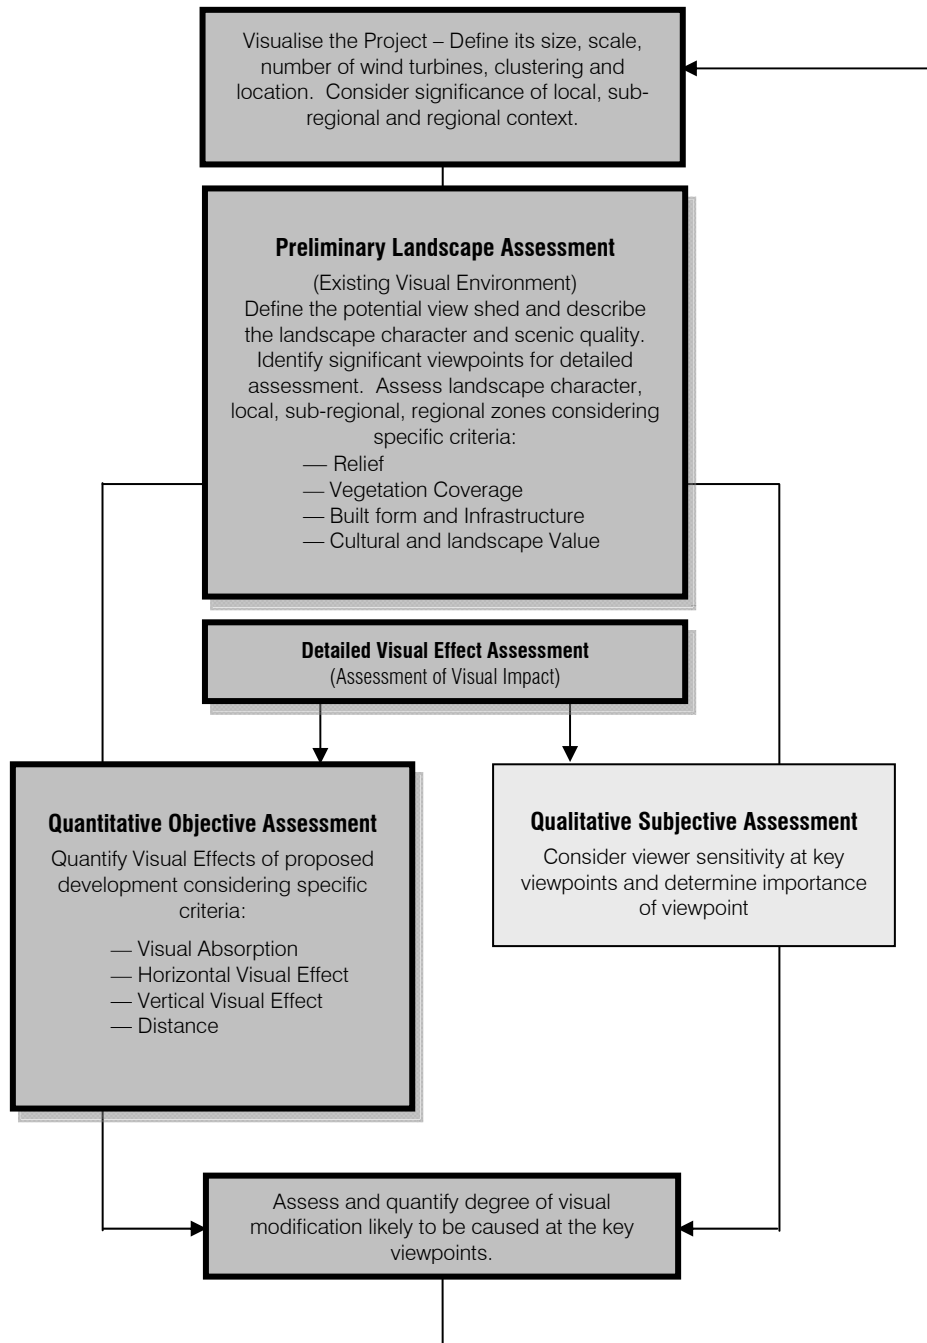 Visualise the Project – Define its size, scale,
number of wind turbines, clustering and
location.  Consider significance of local, sub-
regional and regional context.
Preliminary Landscape Assessment
(Existing Visual Environment)
Define the potential view shed and describe
the landscape character and scenic quality.
Identify significant viewpoints for detailed
assessment.  Assess landscape character,
local, sub-regional, regional zones considering
specific criteria:
— Relief
— Vegetation Coverage
— Built form and Infrastructure
— Cultural and landscape Value
Detailed Visual Effect Assessment
(Assessment of Visual Impact)
Quantitative Objective Assessment
Quantify Visual Effects of proposed
development considering specific
criteria:
— Visual Absorption
— Horizontal Visual Effect
— Vertical Visual Effect
— Distance
Qualitative Subjective Assessment
Consider viewer sensitivity at key
viewpoints and determine importance
of viewpoint
Assess and quantify degree of visual
modification likely to be caused at the key
viewpoints.